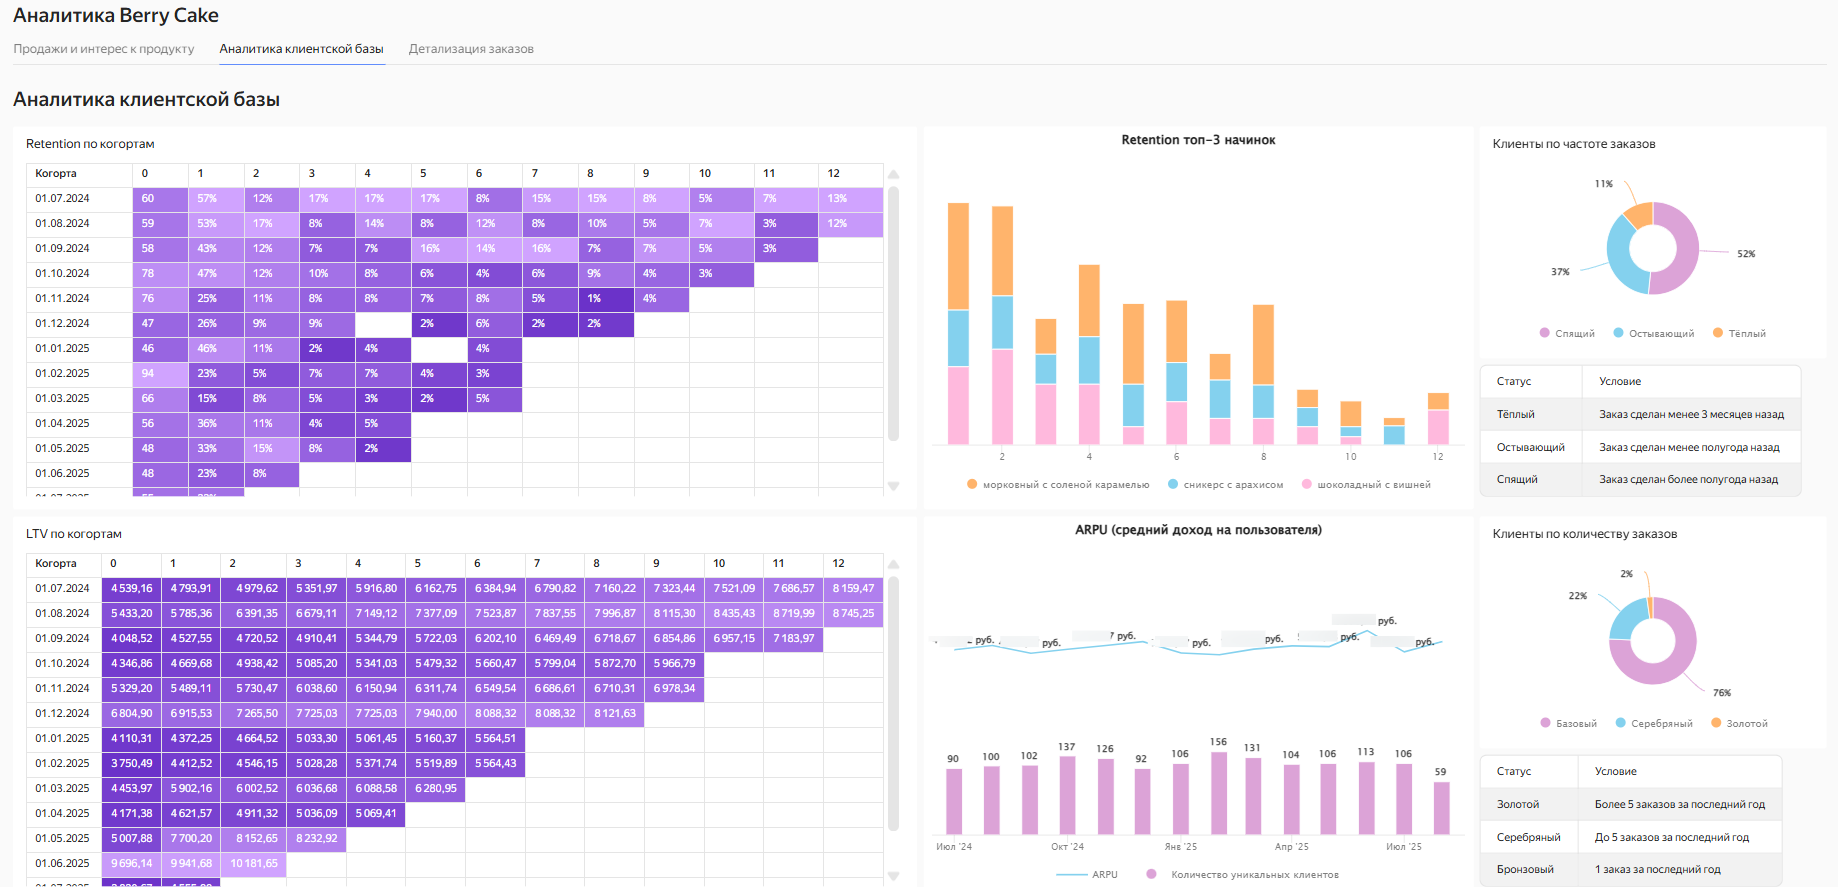 Аналитика Berry Cake
Продажи и интерес к продукту Аналитика клиентской базы Детализация заказов
Аналитика клиентской базы
Retention по когортам
Когорта 0 1 2 3 4 5 6 7 8 9 10 11 12
01.07.2024 60 57% 12% 17% 17% 17% 8% 15% 15% 8% 5% 7% 13%
01.08.2024 59 53% 17% 8% 14% 8% 12% 8% 10% 5% 7% 3% 12%
01.09.2024 58 43% 12% 7% 7% 16% 14% 16% 7% 7% 5% 3%
01.10.2024 78 47% 12% 10% 8% 6% 4% 6% 9% 4% 3%
01.11.2024 76 25% 11% 8% 8% 7% 8% 5% 1% 4%
01.12.2024 47 26% 9% 9% 2% 6% 2% 2%
01.01.2025 46 46% 11% 2% 4% 4%
01.02.2025 94 23% 5% 7% 7% 4% 3%
01.03.2025 66 15% 8% 5% 3% 2% 5%
01.04.2025 56 36% 11% 4% 5%
01.05.2025 48 33% 15% 8% 2%
01.06.2025 48 23% 8%
Retention топ-3 начинок
2 4 6 8 10 12
морковный с соленой карамелью сникерс с арахисом шоколадный с вишней
Клиенты по частоте заказов
11%
52%
37%
Спящий Остывающий Тёплый
Статус Условие
Тёплый Заказ сделан менее 3 месяцев назад
Остывающий Заказ сделан менее полугода назад
Спящий Заказ сделан более полугода назад
LTV по когортам
Когорта 0 1 2 3 4 5 6 7 8 9 10 11 12
01.07.2024 4 539,16 4 793,91 4 979,62 5 351,97 5 916,80 6 162,75 6 384,94 6 790,82 7 160,22 7 323,44 7 521,09 7 686,57 8 159,47
01.08.2024 5 433,20 5 785,36 6 391,35 6 679,11 7 149,12 7 377,09 7 523,87 7 837,55 7 996,87 8 115,30 8 435,43 8 719,99 8 745,25
01.09.2024 4 048,52 4 527,55 4 720,52 4 910,41 5 344,79 5 722,03 6 202,10 6 469,49 6 718,67 6 854,86 6 957,15 7 183,97
01.10.2024 4 346,86 4 669,68 4 938,42 5 085,20 5 341,03 5 479,32 5 660,47 5 799,04 5 872,70 5 966,79
01.11.2024 5 329,20 5 489,11 5 730,47 6 038,60 6 150,94 6 311,74 6 549,54 6 686,61 6 710,31 6 978,34
01.12.2024 6 804,90 6 915,53 7 265,50 7 725,03 7 725,03 7 940,00 8 088,32 8 088,32 8 121,63
01.01.2025 4 110,31 4 372,25 4 664,52 5 033,30 5 061,45 5 160,37 5 564,51
01.02.2025 3 750,49 4 412,52 4 546,15 5 028,28 5 371,74 5 519,89 5 564,43
01.03.2025 4 453,97 5 902,16 6 002,52 6 036,68 6 088,58 6 280,95
01.04.2025 4 171,38 4 621,57 4 911,32 5 036,09 5 069,41
01.05.2025 5 007,88 7 700,20 8 152,65 8 232,92
01.06.2025 9 696,14 9 941,68 10 181,65
ARPU (средний доход на пользователя)
руб. руб. руб. руб. руб. руб. руб. руб.
90 100 102 137 126 92 106 156 131 104 106 113 106 59
Июл '24 Окт '24 Янв '25 Апр '25 Июл '25
ARPU Количество уникальных клиентов
Клиенты по количеству заказов
2%
22%
76%
Базовый Серебряный Золотой
Статус Условие
Золотой Более 5 заказов за последний год
Серебряный До 5 заказов за последний год
Бронзовый 1 заказ за последний год